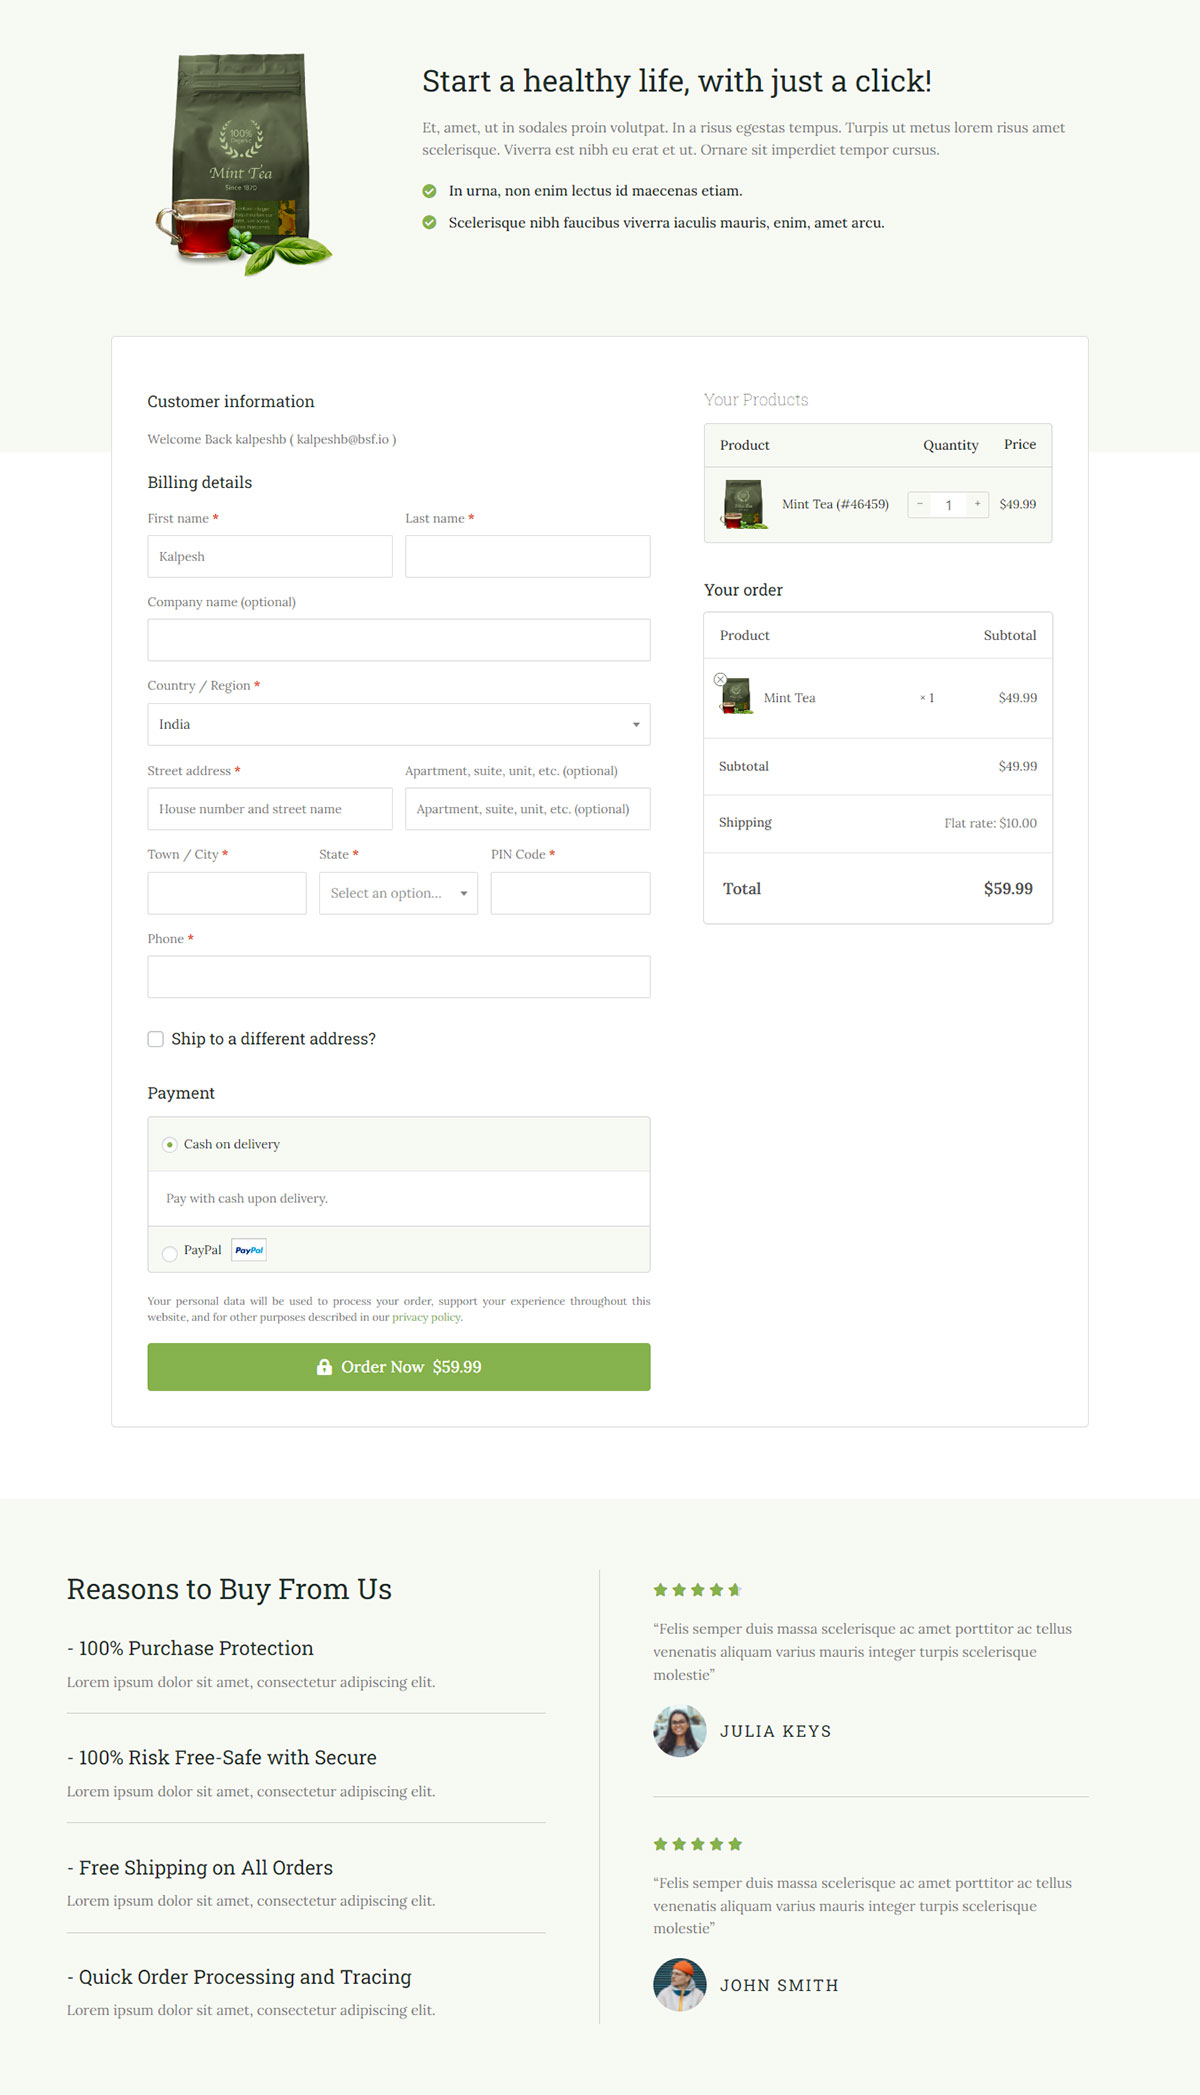 100%
Organic
Mint Tea
Since 1870
Start a healthy life, with just a click!
Et, amet, ut in sodales proin volutpat. In a risus egestas tempus. Turpis ut metus lorem risus amet
scelerisque. Viverra est nibh eu erat et ut. Ornare sit imperdiet tempor cursus.
In urna, non enim lectus id maecenas etiam.
Scelerisque nibh faucibus viverra iaculis mauris, enim, amet arcu.
Customer information
Welcome Back kalpeshb ( kalpeshb@bsf.io )
Billing details
First name * Last name *
Kalpesh
Company name (optional)
Country / Region *
India
Street address * Apartment, suite, unit, etc. (optional)
House number and street name Apartment, suite, unit, etc. (optional)
Town / City * State * PIN Code *
Select an option...
Phone *
Ship to a different address?
Payment
Cash on delivery
Pay with cash upon delivery.
PayPal PayPal
Your personal data will be used to process your order, support your experience throughout this
website, and for other purposes described in our privacy policy.
Order Now $59.99
Your Products
Product Quantity Price
Mint Tea (#46459) − 1 + $49.99
Your order
Product Subtotal
Mint Tea × 1 $49.99
Subtotal $49.99
Shipping Flat rate: $10.00
Total $59.99
Reasons to Buy From Us
- 100% Purchase Protection
Lorem ipsum dolor sit amet, consectetur adipiscing elit.
- 100% Risk Free-Safe with Secure
Lorem ipsum dolor sit amet, consectetur adipiscing elit.
- Free Shipping on All Orders
Lorem ipsum dolor sit amet, consectetur adipiscing elit.
- Quick Order Processing and Tracing
Lorem ipsum dolor sit amet, consectetur adipiscing elit.
“Felis semper duis massa scelerisque ac amet porttitor ac tellus
venenatis aliquam varius mauris integer turpis scelerisque
molestie”
JULIA KEYS
“Felis semper duis massa scelerisque ac amet porttitor ac tellus
venenatis aliquam varius mauris integer turpis scelerisque
molestie”
JOHN SMITH